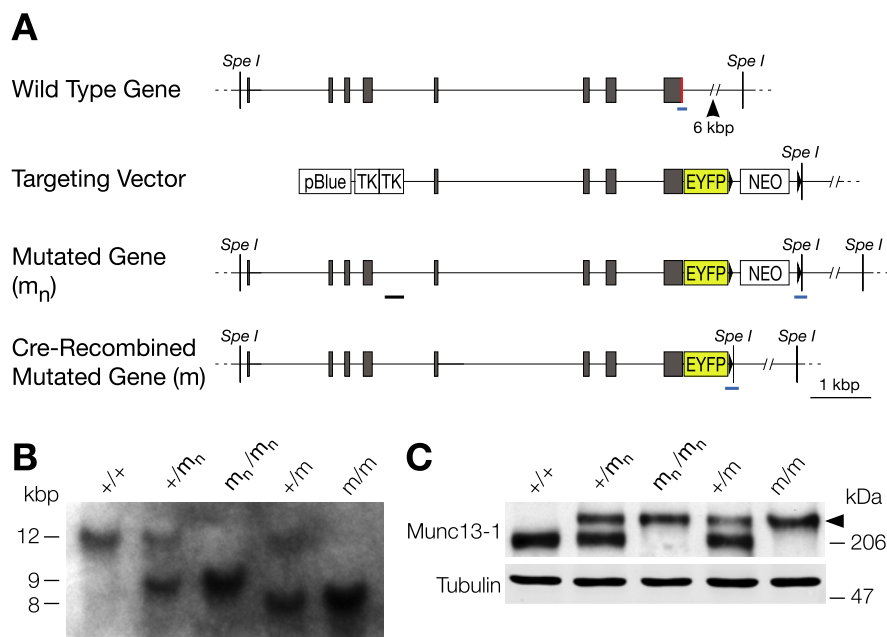 A
Wild Type Gene
Spe I
Spe I
6 kbp
Targeting Vector
pBlue TK TK
EYFP NEO
Spe I
Mutated Gene
(mn)
Spe I
EYFP NEO
Spe I
Spe I
Cre-Recombined
Mutated Gene (m)
Spe I
EYFP
Spe I
Spe I
1 kbp
B
kbp
+/+
+/mn
mn/mn
+/m
m/m
12
9
8
C
+/+
+/mn
mn/mn
+/m
m/m
kDa
Munc13-1
206
Tubulin
47